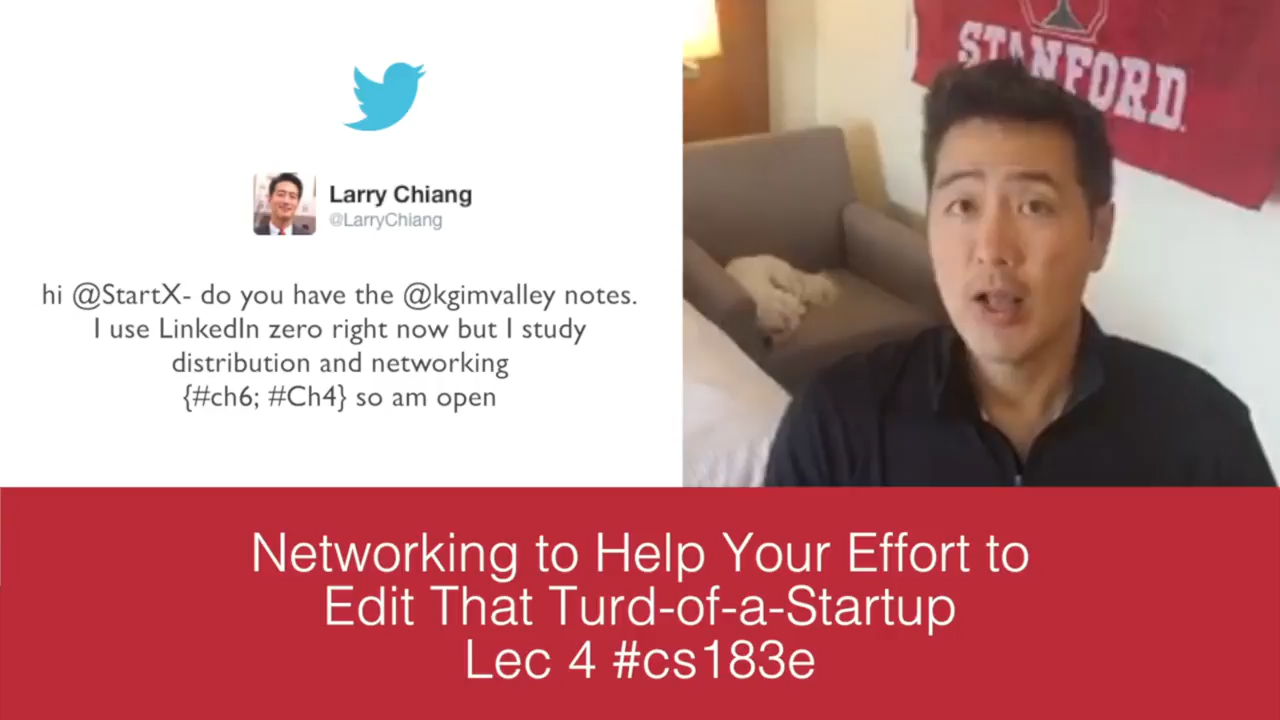 Larry Chiang
@LarryChiang
hi @StartX- do you have the @kgimvalley notes.
I use LinkedIn zero right now but I study
distribution and networking
{#ch6; #Ch4} so am open
STANFORD
Networking to Help Your Effort to
Edit That Turd-of-a-Startup
Lec 4 #cs183e